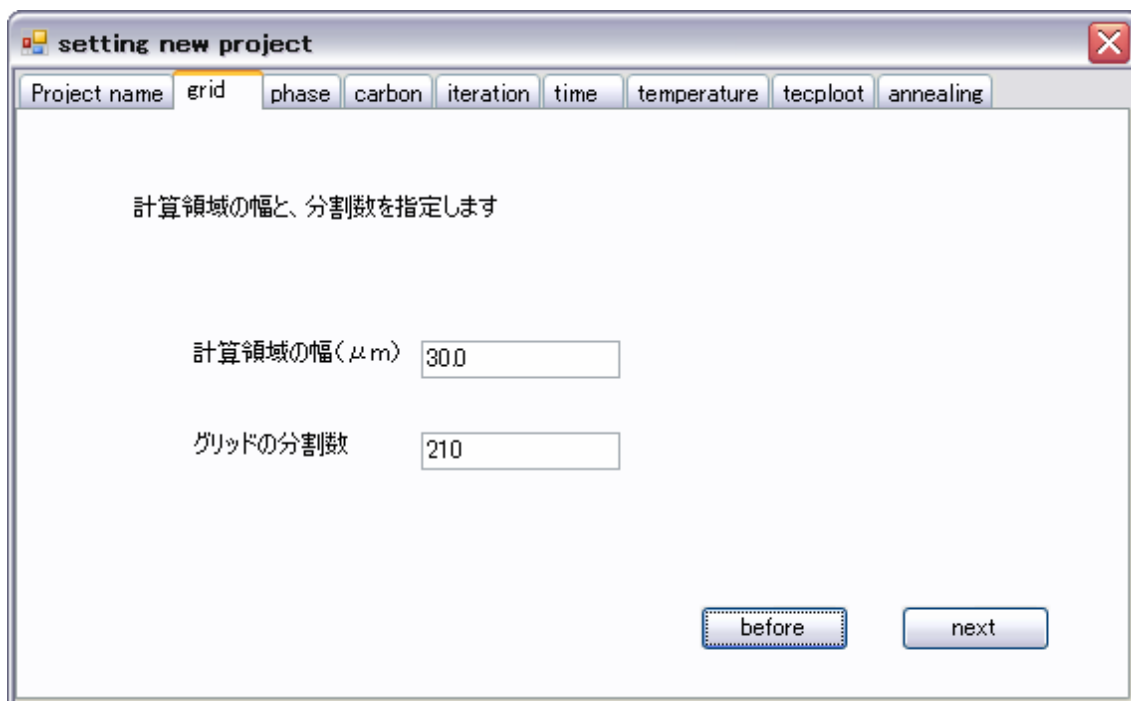 setting new project
Project name grid phase carbon iteration time temperature tecploot annealing
計算領域の幅と、分割数を指定します
計算領域の幅(μm) 30.0
グリッドの分割数 210
before next